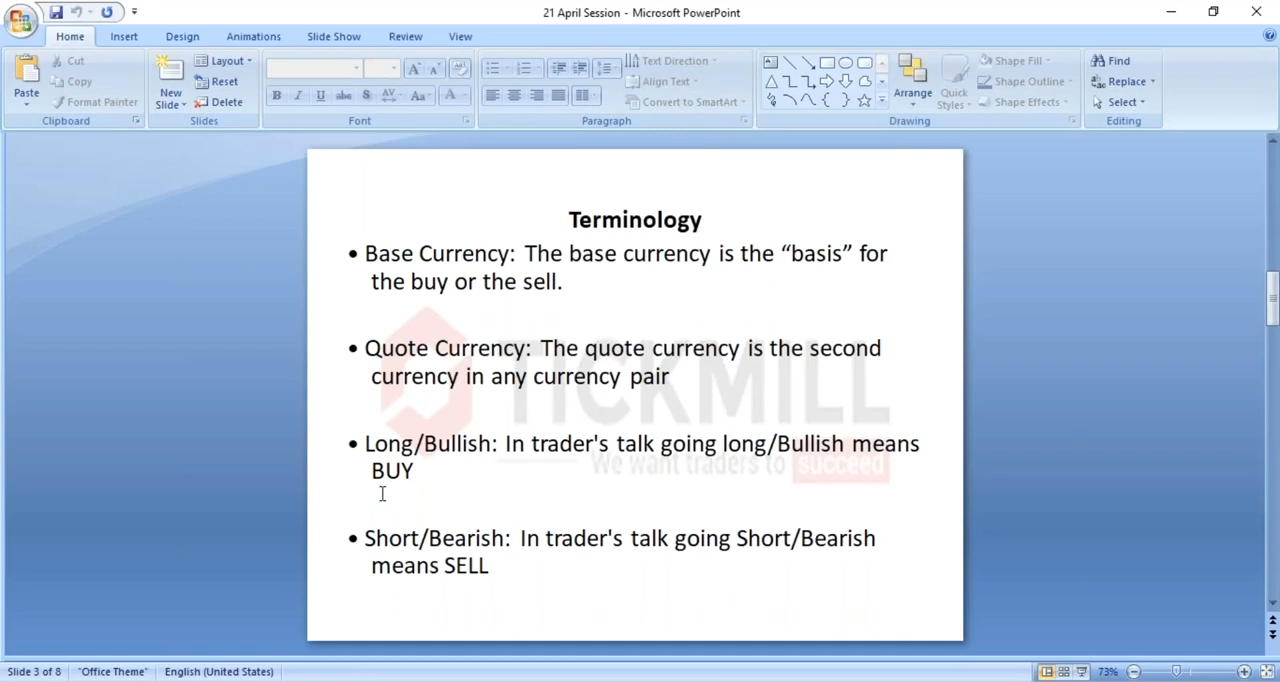 21 April Session - Microsoft PowerPoint
Home Insert Design Animations Slide Show Review View
Paste
Cut
Copy
Format Painter
Clipboard
New
Slide
Layout
Reset
Delete
Slides
B I U abc S AV Aa A
Font
Text Direction
Align Text
Convert to SmartArt
Paragraph
Arrange
Quick
Styles
Shape Fill
Shape Outline
Shape Effects
Drawing
Find
Replace
Select
Editing
Terminology
• Base Currency: The base currency is the “basis” for
the buy or the sell.
• Quote Currency: The quote currency is the second
currency in any currency pair
TICKMILL
• Long/Bullish: In trader's talk going long/Bullish means
BUY
We want traders to succeed
• Short/Bearish: In trader's talk going Short/Bearish
means SELL
Slide 3 of 8 "Office Theme" English (United States) 73%